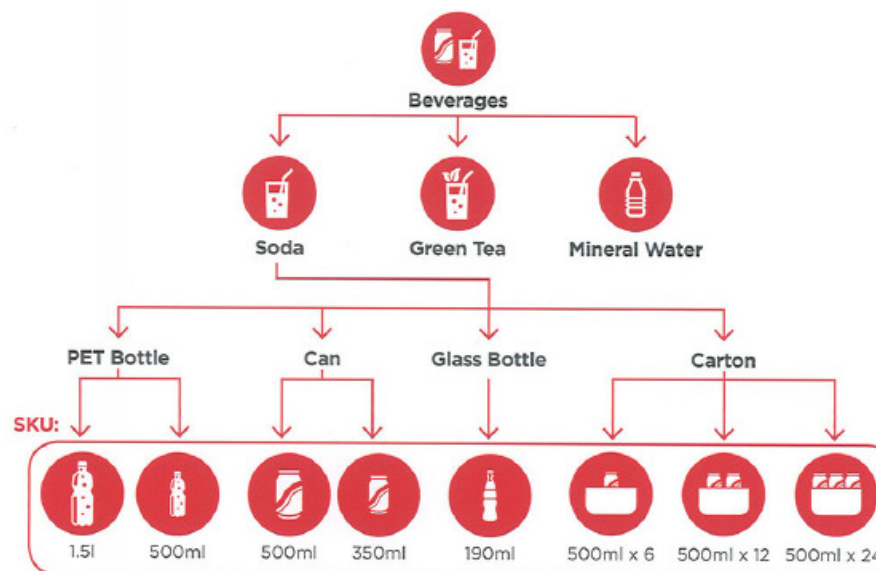 Beverages
Soda
Green Tea
Mineral Water
PET Bottle
Can
Glass Bottle
Carton
SKU:
1.5l
500ml
500ml
350ml
190ml
500ml x 6
500ml x 12
500ml x 24